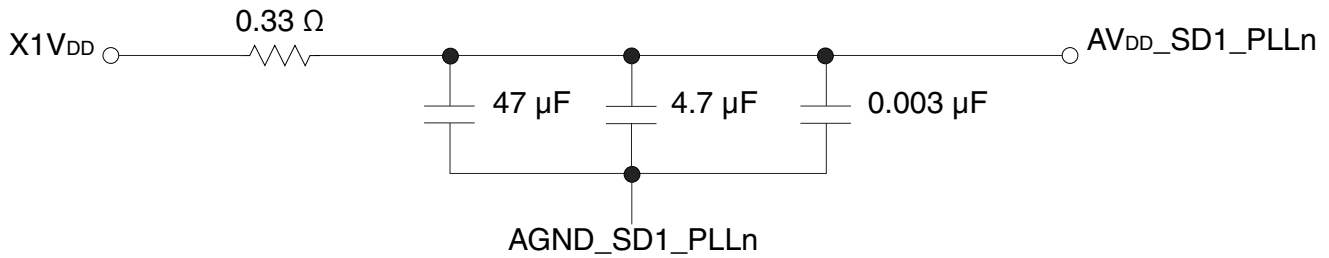 0.33 Ω
X1VDD
AVDD_SD1_PLLn
47 µF
4.7 µF
0.003 µF
AGND_SD1_PLLn